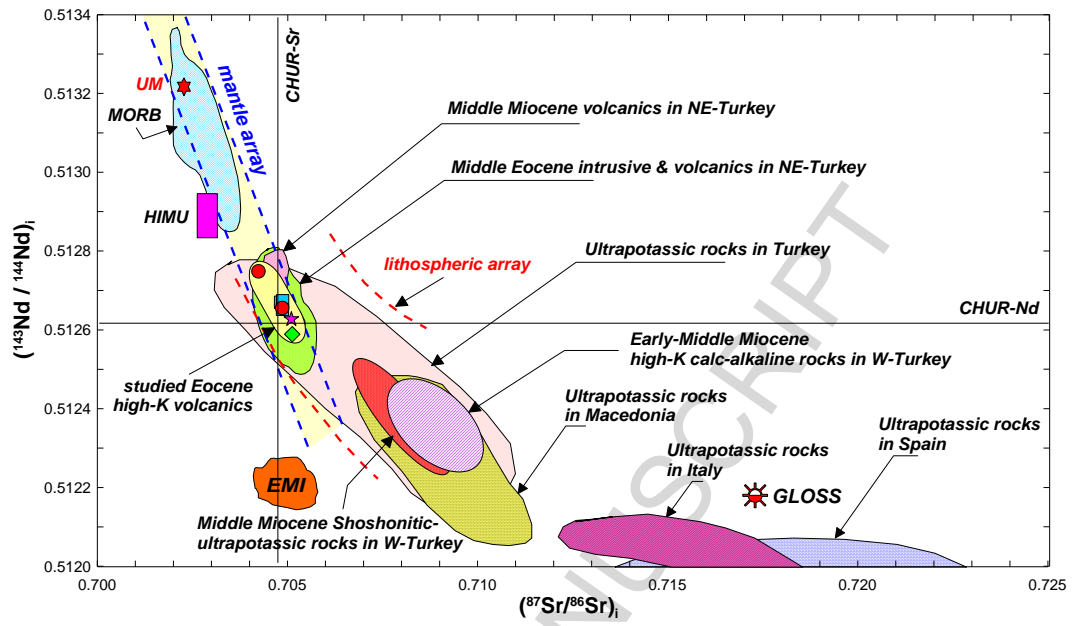 0.5134
0.5132
0.5130
0.5128
0.5126
0.5124
0.5122
0.5120
(¹⁴³Nd / ¹⁴⁴Nd)ᵢ
0.700
0.705
0.710
0.715
0.720
0.725
(⁸⁷Sr/⁸⁶Sr)ᵢ
CHUR-Sr
mantle array
UM
MORB
HIMU
Middle Miocene volcanics in NE-Turkey
Middle Eocene intrusive & volcanics in NE-Turkey
Ultrapotassic rocks in Turkey
lithospheric array
CHUR-Nd
Early-Middle Miocene
high-K calc-alkaline rocks in W-Turkey
studied Eocene
high-K volcanics
Ultrapotassic rocks
in Macedonia
Ultrapotassic rocks
in Spain
Ultrapotassic rocks
in Italy
GLOSS
EMI
Middle Miocene Shoshonitic-
ultrapotassic rocks in W-Turkey
NUSCRIPT